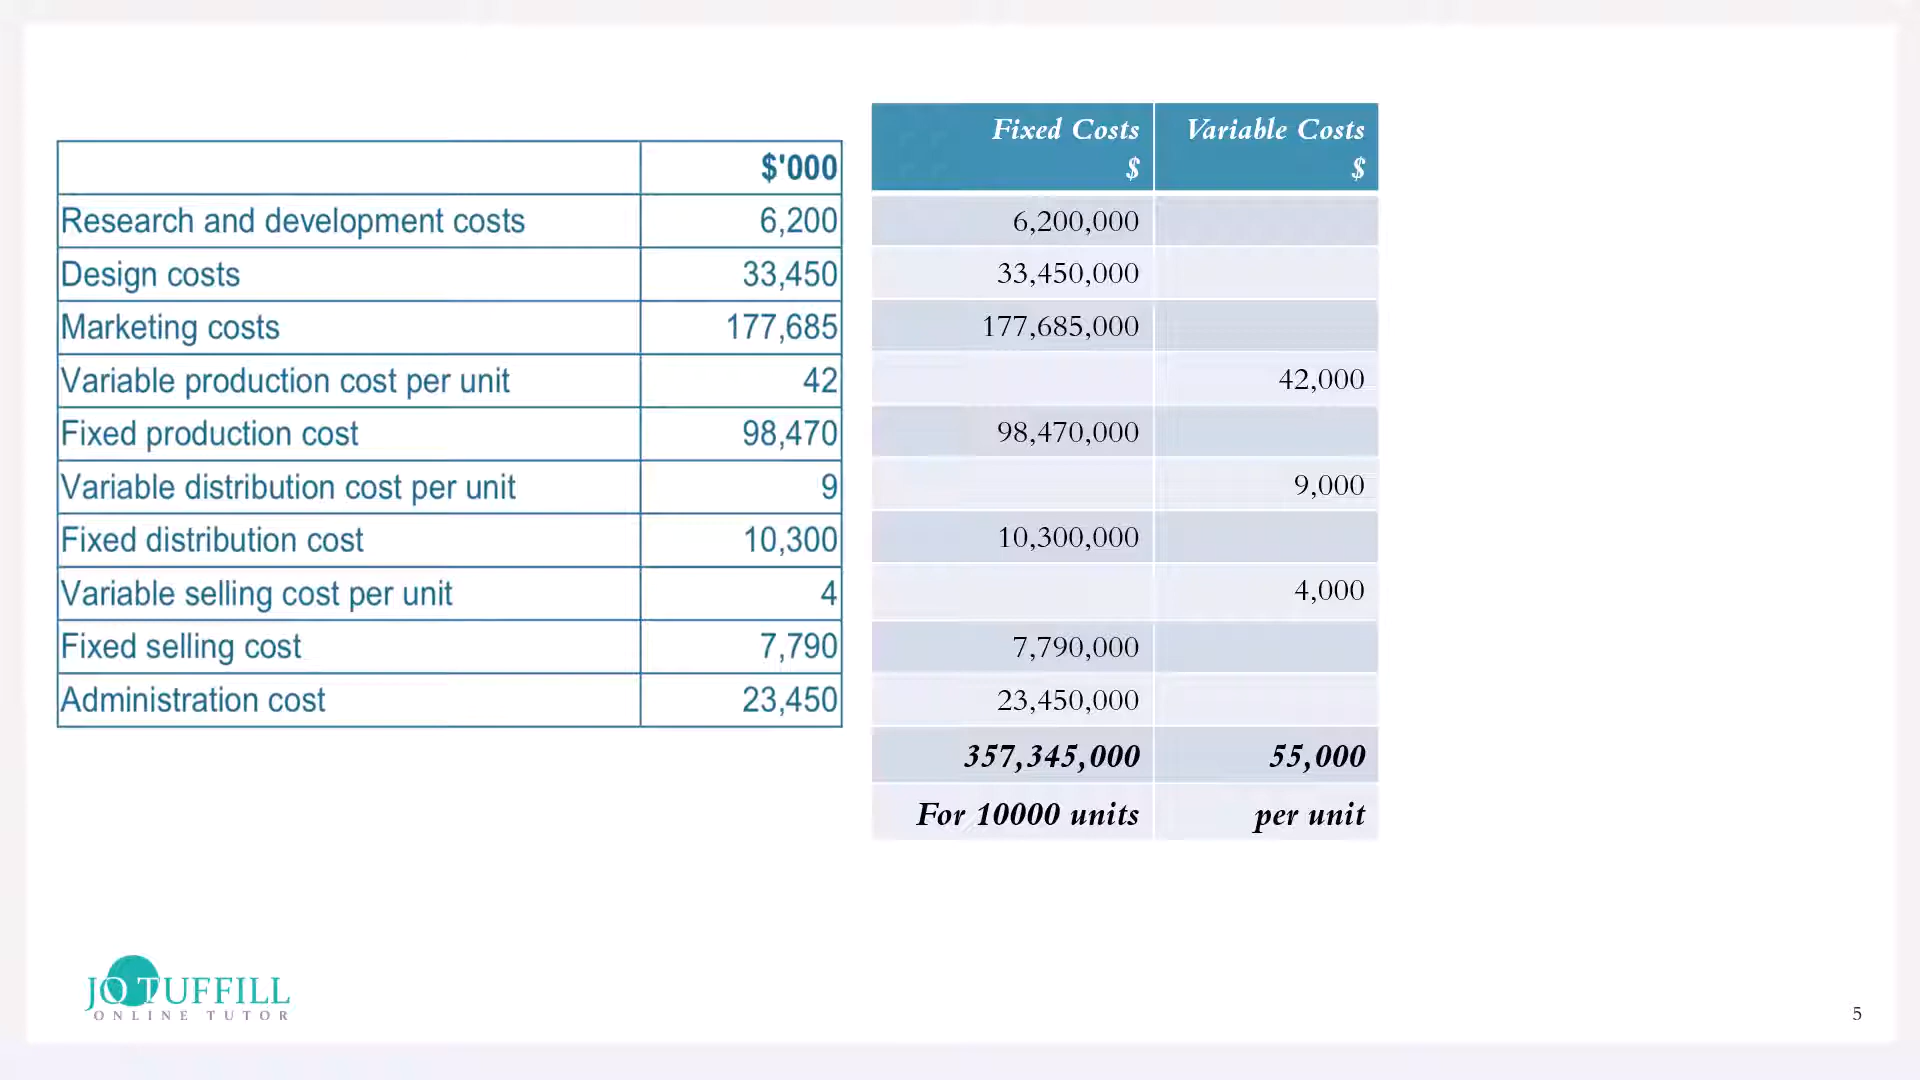 $'000
Research and development costs 6,200
Design costs 33,450
Marketing costs 177,685
Variable production cost per unit 42
Fixed production cost 98,470
Variable distribution cost per unit 9
Fixed distribution cost 10,300
Variable selling cost per unit 4
Fixed selling cost 7,790
Administration cost 23,450
Fixed Costs Variable Costs
$ $
6,200,000
33,450,000
177,685,000
42,000
98,470,000
9,000
10,300,000
4,000
7,790,000
23,450,000
357,345,000 55,000
For 10000 units per unit
JO TUFFILL
ONLINE TUTOR
5